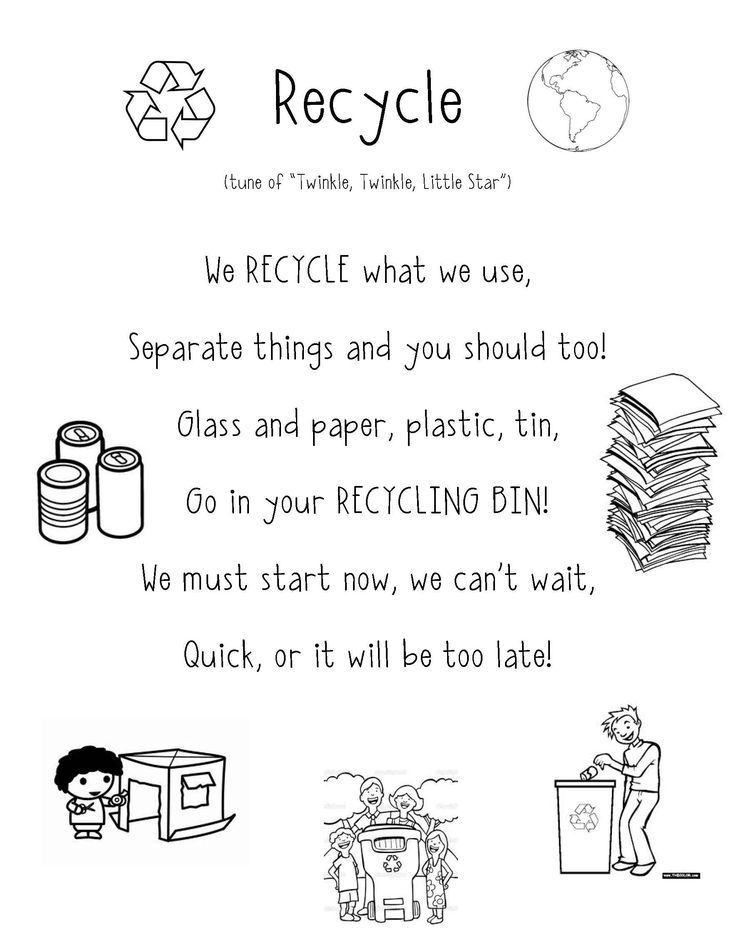 Recycle
(tune of "Twinkle, Twinkle, Little Star")
We RECYCLE what we use,
Separate things and you should too!
Glass and paper, plastic, tin,
Go in your RECYCLING BIN!
We must start now, we can't wait,
Quick, or it will be too late!